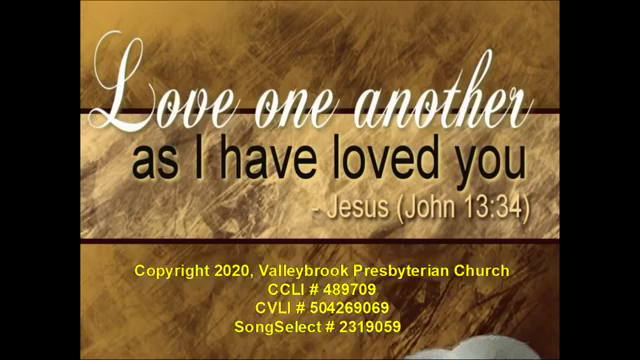 Love one another
as I have loved you
- Jesus (John 13:34)
Copyright 2020, Valleybrook Presbyterian Church
CCLI # 489709
CVLI # 504269069
SongSelect # 2319059